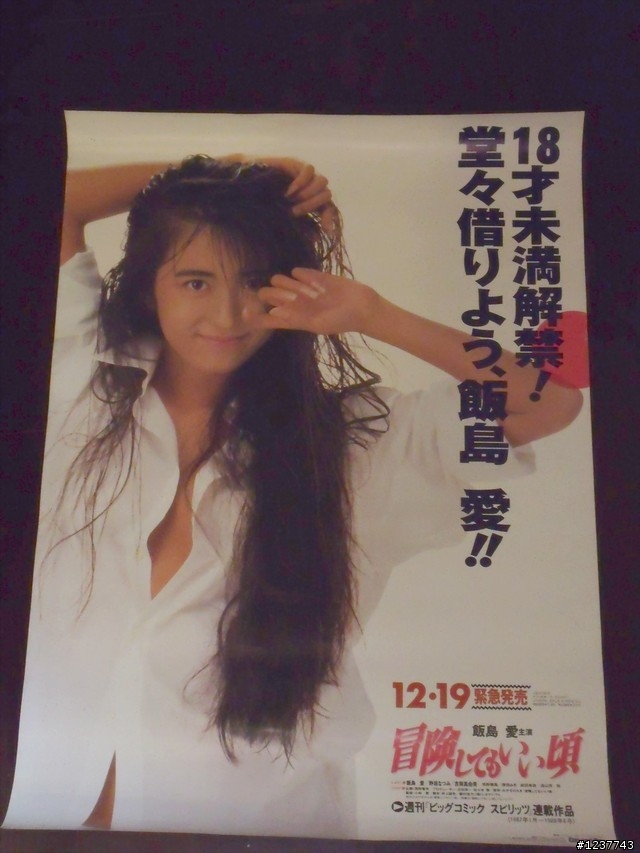 18才未満解禁!
堂々借りよう、飯島 愛!!
12・19 緊急発売
飯島 愛 主演
冒険してもいい頃
週刊「ビッグコミック スピリッツ」連載作品
#1237743